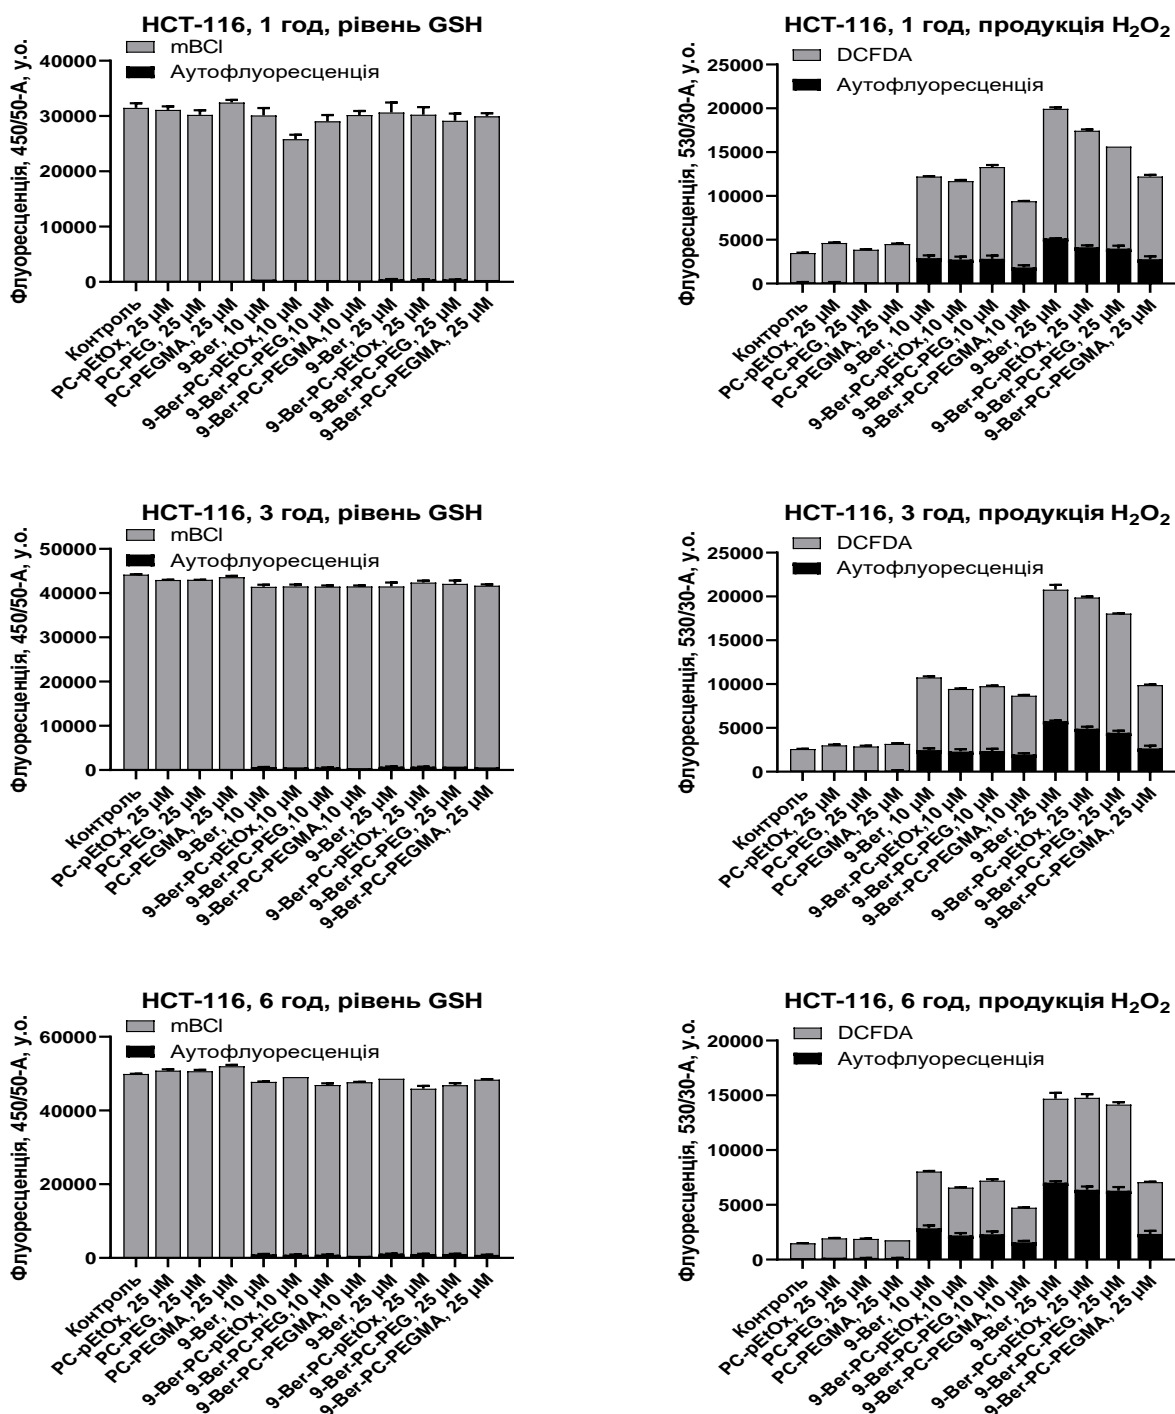 HCT-116, 1 год, рівень GSH
mBCl
Аутофлуоресценція
Флуоресценція, 450/50-A, у.о.
40000
30000
20000
10000
0
Контроль
PC-pEtOx, 25 μM
PC-PEG, 25 μM
PC-PEGMA, 25 μM
9-Ber, 10 μM
9-Ber-PC-pEtOx, 10 μM
9-Ber-PC-PEG, 10 μM
9-Ber-PC-PEGMA, 10 μM
9-Ber, 25 μM
9-Ber-PC-pEtOx, 25 μM
9-Ber-PC-PEG, 25 μM
9-Ber-PC-PEGMA, 25 μM
HCT-116, 1 год, продукція H₂O₂
DCFDA
Аутофлуоресценція
Флуоресценція, 530/30-A, у.о.
25000
20000
15000
10000
5000
0
Контроль
PC-pEtOX, 25 μM
PC-PEG, 25 μM
PC-PEGMA, 25 μM
9-Ber, 10 μM
9-Ber-PC-pEtOX, 10 μM
9-Ber-PC-PEG, 10 μM
9-Ber-PC-PEGMA, 10 μM
9-Ber, 25 μM
9-Ber-PC-pEtOX, 25 μM
9-Ber-PC-PEG, 25 μM
9-Ber-PC-PEGMA, 25 μM
HCT-116, 3 год, рівень GSH
mBCl
Аутофлуоресценція
Флуоресценція, 450/50-A, у.о.
50000
40000
30000
20000
10000
0
Контроль
PC-pEtOx, 25 μM
PC-PEG, 25 μM
PC-PEGMA, 25 μM
9-Ber, 10 μM
9-Ber-PC-pEtOx, 10 μM
9-Ber-PC-PEG, 10 μM
9-Ber-PC-PEGMA, 10 μM
9-Ber, 25 μM
9-Ber-PC-pEtOx, 25 μM
9-Ber-PC-PEG, 25 μM
9-Ber-PC-PEGMA, 25 μM
HCT-116, 3 год, продукція H₂O₂
DCFDA
Аутофлуоресценція
Флуоресценція, 530/30-A, у.о.
25000
20000
15000
10000
5000
0
Контроль
PC-pEtOX, 25 μM
PC-PEG, 25 μM
PC-PEGMA, 25 μM
9-Ber, 10 μM
9-Ber-PC-pEtOX, 10 μM
9-Ber-PC-PEG, 10 μM
9-Ber-PC-PEGMA, 10 μM
9-Ber, 25 μM
9-Ber-PC-pEtOX, 25 μM
9-Ber-PC-PEG, 25 μM
9-Ber-PC-PEGMA, 25 μM
HCT-116, 6 год, рівень GSH
mBCl
Аутофлуоресценція
Флуоресценція, 450/50-A, у.о.
60000
40000
20000
0
Контроль
PC-pEtOx, 25 μM
PC-PEG, 25 μM
PC-PEGMA, 25 μM
9-Ber, 10 μM
9-Ber-PC-pEtOx, 10 μM
9-Ber-PC-PEG, 10 μM
9-Ber-PC-PEGMA, 10 μM
9-Ber, 25 μM
9-Ber-PC-pEtOx, 25 μM
9-Ber-PC-PEG, 25 μM
9-Ber-PC-PEGMA, 25 μM
HCT-116, 6 год, продукція H₂O₂
DCFDA
Аутофлуоресценція
Флуоресценція, 530/30-A, у.о.
20000
15000
10000
5000
0
Контроль
PC-pEtOX, 25 μM
PC-PEG, 25 μM
PC-PEGMA, 25 μM
9-Ber, 10 μM
9-Ber-PC-pEtOX, 10 μM
9-Ber-PC-PEG, 10 μM
9-Ber-PC-PEGMA, 10 μM
9-Ber, 25 μM
9-Ber-PC-pEtOX, 25 μM
9-Ber-PC-PEG, 25 μM
9-Ber-PC-PEGMA, 25 μM